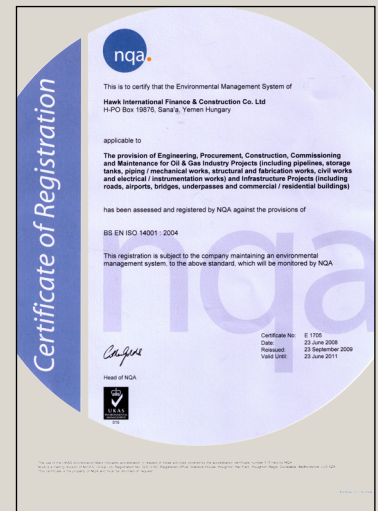 nqa.
Certificate of Registration
This is to certify that the Environmental Management System of
Hawk International Finance & Construction Co. Ltd
H-PO Box 19876, Sana'a, Yemen Hungary
applicable to
The provision of Engineering, Procurement, Construction, Commissioning
and Maintenance for Oil & Gas Industry Projects (including pipelines, storage
tanks, piping / mechanical works, structural and fabrication works, civil works
and electrical / instrumentation works) and Infrastructure Projects (including
roads, airports, bridges, underpasses and commercial / residential buildings)
has been assessed and registered by NQA against the provisions of
BS EN ISO 14001 : 2004
This registration is subject to the company maintaining an environmental
management system, to the above standard, which will be monitored by NQA
nqa
Certificate No: E 1705
Date: 23 June 2008
Reissued: 23 September 2009
Valid Until: 23 June 2011
Head of NQA
UKAS
ENVIRONMENTAL
MANAGEMENT
015